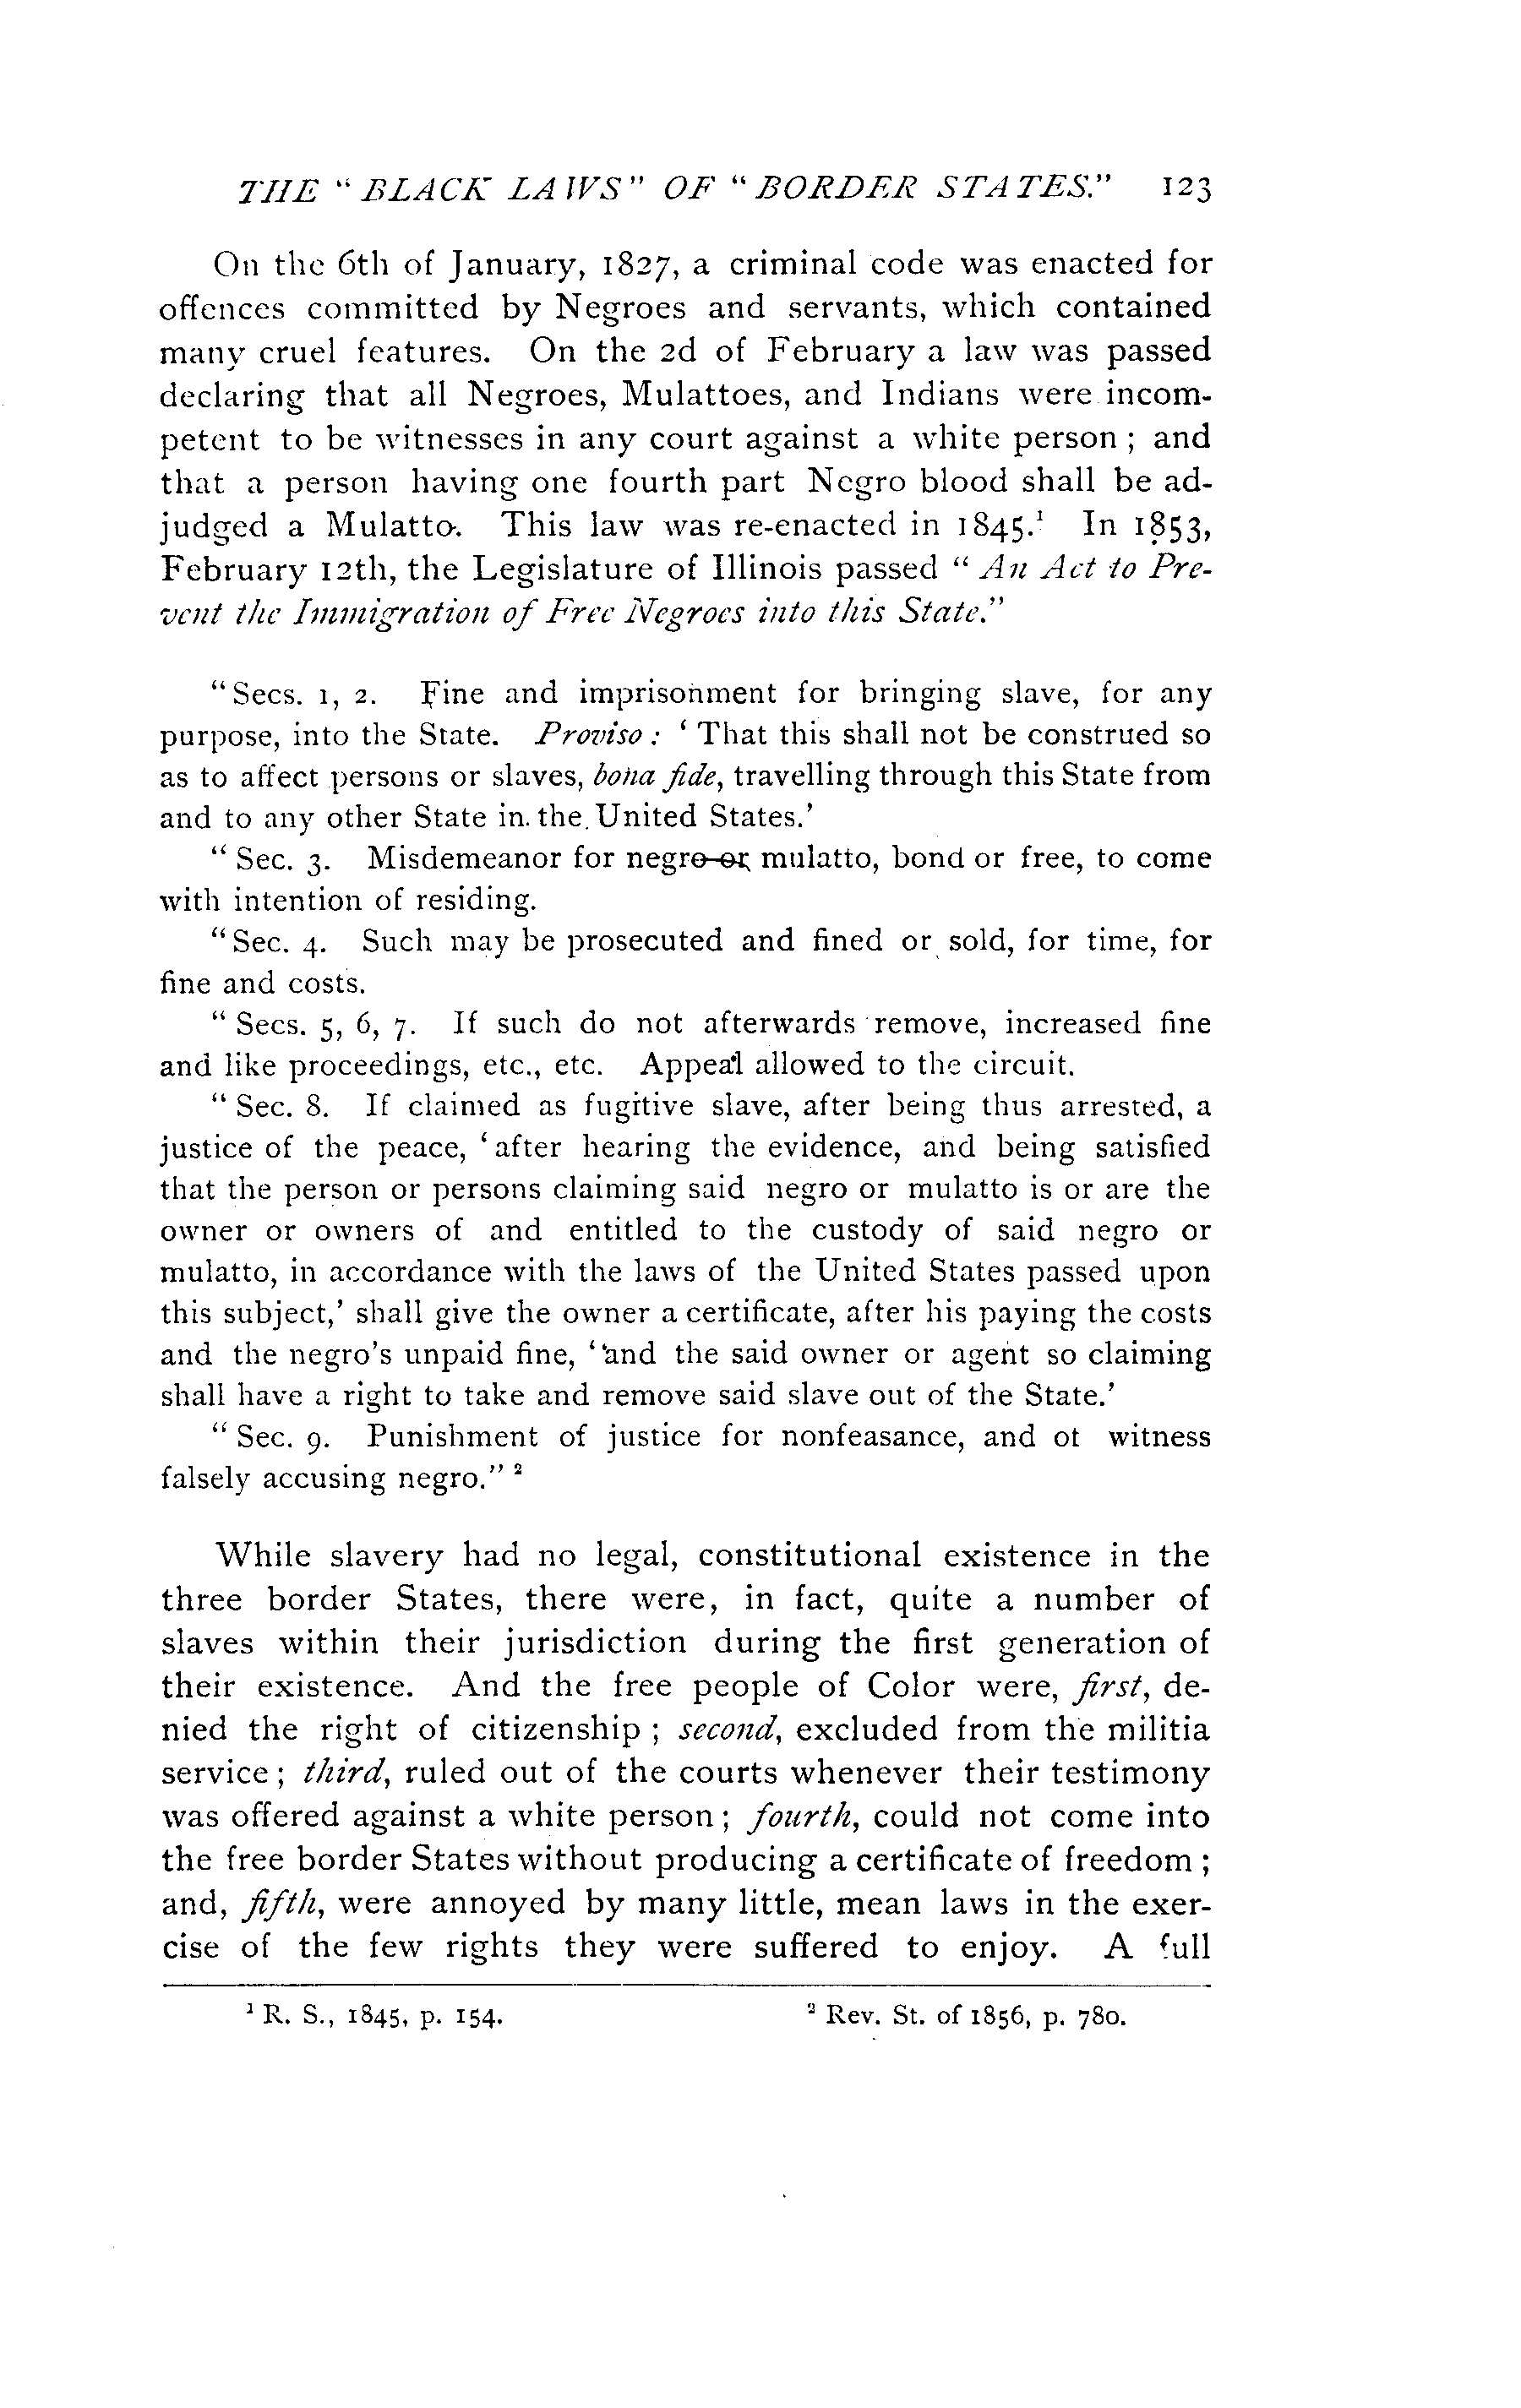 THE "BLACK LAWS" OF "BORDER STATES." 123
On the 6th of January, 1827, a criminal code was enacted for
offences committed by Negroes and servants, which contained
many cruel features. On the 2d of February a law was passed
declaring that all Negroes, Mulattoes, and Indians were incom-
petent to be witnesses in any court against a white person ; and
that a person having one fourth part Negro blood shall be ad-
judged a Mulatto. This law was re-enacted in 1845.¹ In 1853,
February 12th, the Legislature of Illinois passed "An Act to Pre-
vent the Immigration of Free Negroes into this State."
"Secs. 1, 2. Fine and imprisonment for bringing slave, for any
purpose, into the State. Proviso : 'That this shall not be construed so
as to affect persons or slaves, bona fide, travelling through this State from
and to any other State in the United States.'
"Sec. 3. Misdemeanor for negro or mulatto, bond or free, to come
with intention of residing.
"Sec. 4. Such may be prosecuted and fined or sold, for time, for
fine and costs.
"Secs. 5, 6, 7. If such do not afterwards remove, increased fine
and like proceedings, etc., etc. Appeal allowed to the circuit.
"Sec. 8. If claimed as fugitive slave, after being thus arrested, a
justice of the peace, 'after hearing the evidence, and being satisfied
that the person or persons claiming said negro or mulatto is or are the
owner or owners of and entitled to the custody of said negro or
mulatto, in accordance with the laws of the United States passed upon
this subject,' shall give the owner a certificate, after his paying the costs
and the negro's unpaid fine, 'and the said owner or agent so claiming
shall have a right to take and remove said slave out of the State.'
"Sec. 9. Punishment of justice for nonfeasance, and ot witness
falsely accusing negro." ²
While slavery had no legal, constitutional existence in the
three border States, there were, in fact, quite a number of
slaves within their jurisdiction during the first generation of
their existence. And the free people of Color were, first, de-
nied the right of citizenship ; second, excluded from the militia
service ; third, ruled out of the courts whenever their testimony
was offered against a white person ; fourth, could not come into
the free border States without producing a certificate of freedom ;
and, fifth, were annoyed by many little, mean laws in the exer-
cise of the few rights they were suffered to enjoy. A full
¹ R. S., 1845, p. 154. ² Rev. St. of 1856, p. 780.